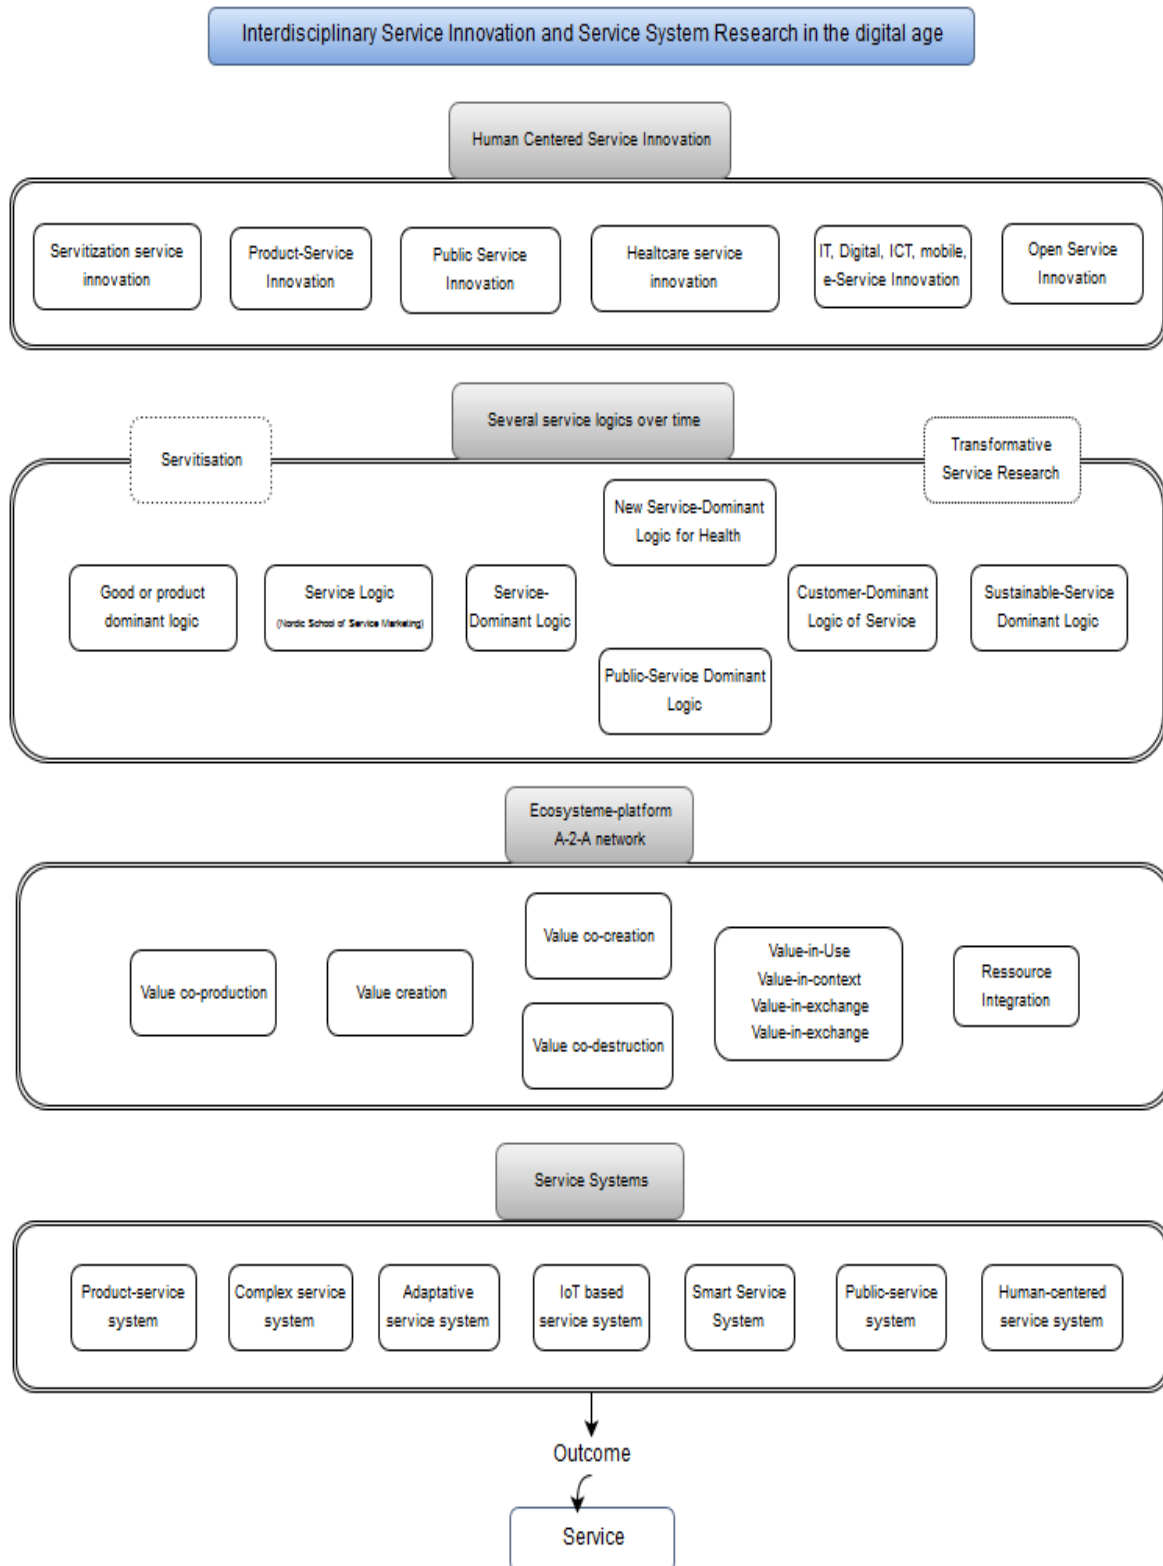 Interdisciplinary Service Innovation and Service System Research in the digital age
Human Centered Service Innovation
Servitization service
innovation
Product-Service
Innovation
Public Service
Innovation
Healtcare service
innovation
IT, Digital, ICT, mobile,
e-Service Innovation
Open Service
Innovation
Several service logics over time
Servitisation
Transformative
Service Research
New Service-Dominant
Logic for Health
Good or product
dominant logic
Service Logic
(Nordic School of Service Marketing)
Service-
Dominant Logic
Customer-Dominant
Logic of Service
Sustainable-Service
Dominant Logic
Public-Service Dominant
Logic
Ecosysteme-platform
A-2-A network
Value co-production
Value creation
Value co-creation
Value co-destruction
Value-in-Use
Value-in-context
Value-in-exchange
Value-in-exchange
Ressource
Integration
Service Systems
Product-service
system
Complex service
system
Adaptative
service system
IoT based
service system
Smart Service
System
Public-service
system
Human-centered
service system
Outcome
Service